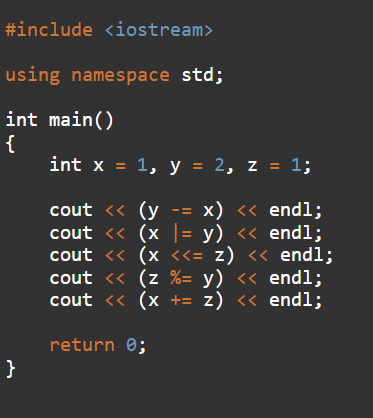 #include <iostream>
using namespace std;
int main()
{
int x = 1, y = 2, z = 1;
cout << (y -= x) << endl;
cout << (x |= y) << endl;
cout << (x <<= z) << endl;
cout << (z %= y) << endl;
cout << (x += z) << endl;
return 0;
}